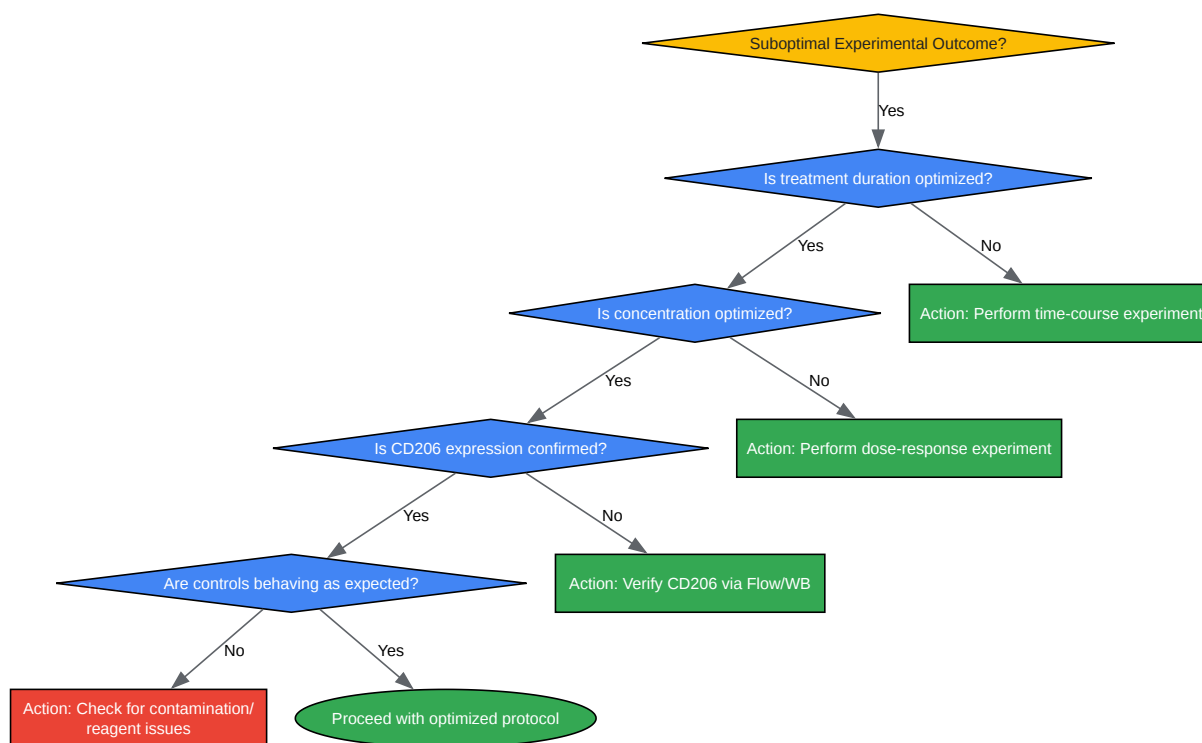 Suboptimal Experimental Outcome?
Yes
Is treatment duration optimized?
Yes
No
Is concentration optimized?
Action: Perform time-course experiment
Yes
No
Is CD206 expression confirmed?
Action: Perform dose-response experiment
Yes
No
Are controls behaving as expected?
Action: Verify CD206 via Flow/WB
No
Yes
Action: Check for contamination/
reagent issues
Proceed with optimized protocol